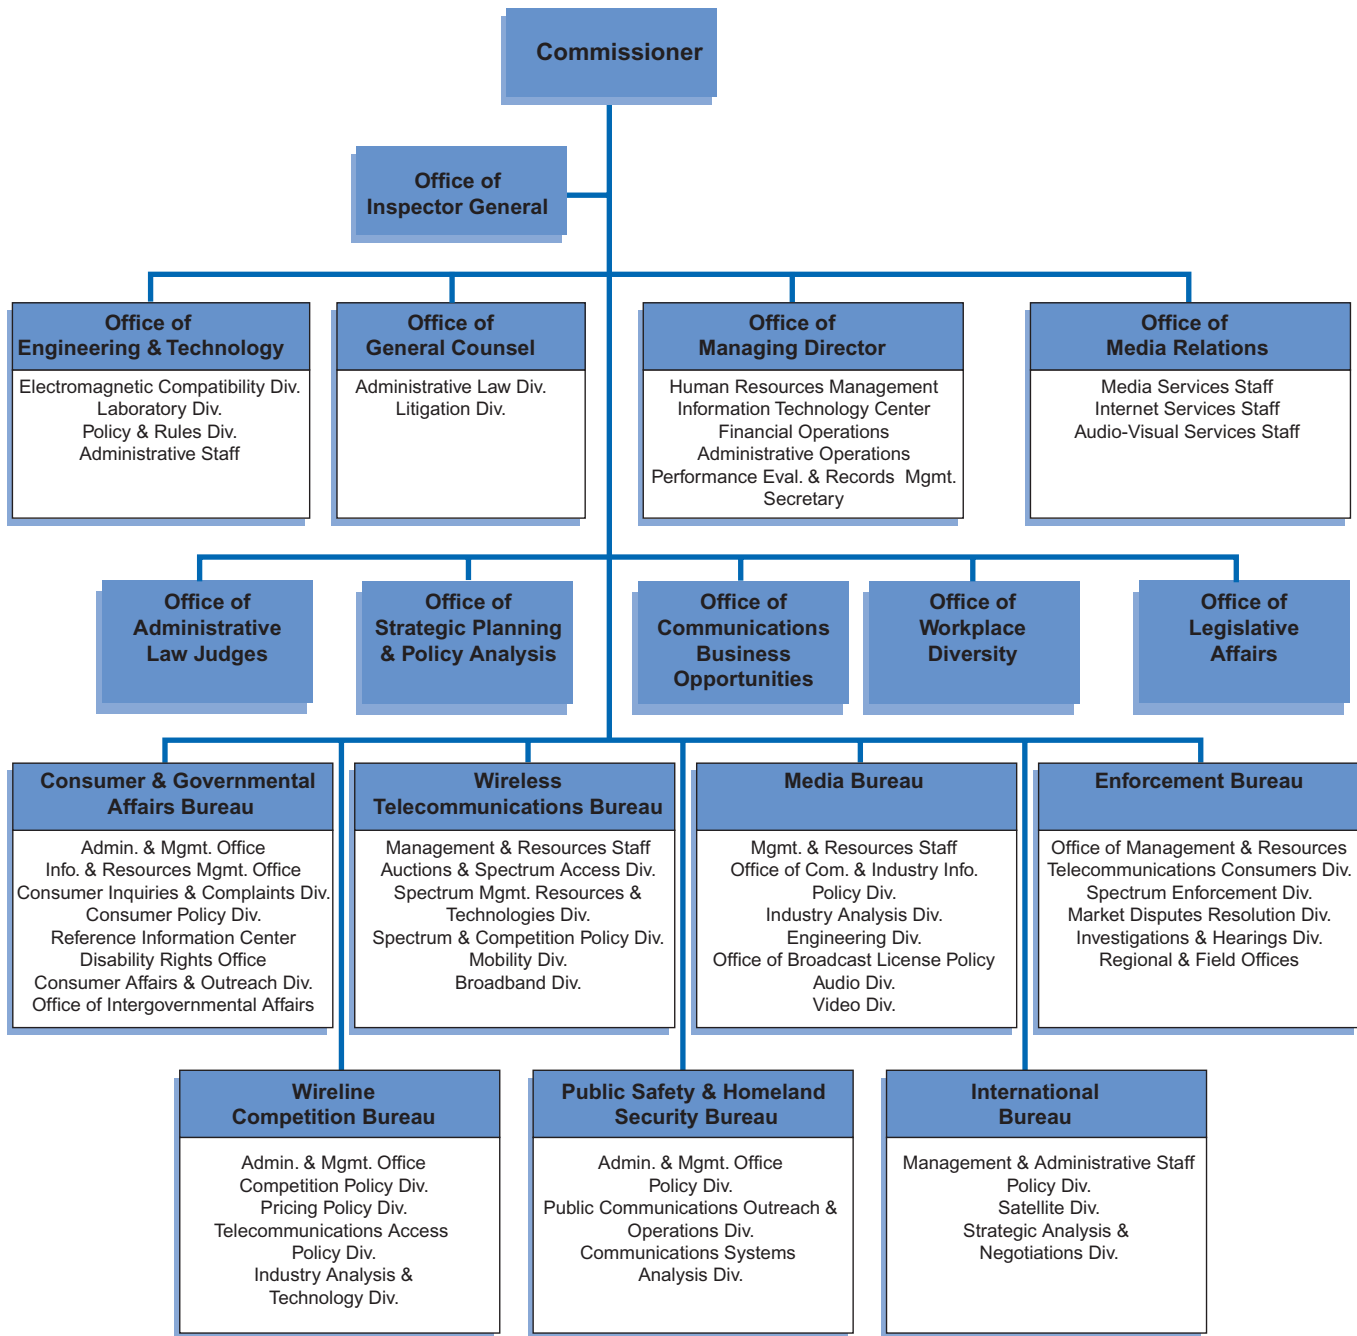 Commissioner
Office of
Inspector General
Office of
Engineering & Technology
Electromagnetic Compatibility Div.
Laboratory Div.
Policy & Rules Div.
Administrative Staff
Office of
General Counsel
Administrative Law Div.
Litigation Div.
Office of
Managing Director
Human Resources Management
Information Technology Center
Financial Operations
Administrative Operations
Performance Eval. & Records Mgmt.
Secretary
Office of
Media Relations
Media Services Staff
Internet Services Staff
Audio-Visual Services Staff
Office of
Administrative
Law Judges
Office of
Strategic Planning
& Policy Analysis
Office of
Communications
Business
Opportunities
Office of
Workplace
Diversity
Office of
Legislative
Affairs
Consumer & Governmental
Affairs Bureau
Admin. & Mgmt. Office
Info. & Resources Mgmt. Office
Consumer Inquiries & Complaints Div.
Consumer Policy Div.
Reference Information Center
Disability Rights Office
Consumer Affairs & Outreach Div.
Office of Intergovernmental Affairs
Wireless
Telecommunications Bureau
Management & Resources Staff
Auctions & Spectrum Access Div.
Spectrum Mgmt. Resources &
Technologies Div.
Spectrum & Competition Policy Div.
Mobility Div.
Broadband Div.
Media Bureau
Mgmt. & Resources Staff
Office of Com. & Industry Info.
Policy Div.
Industry Analysis Div.
Engineering Div.
Office of Broadcast License Policy
Audio Div.
Video Div.
Enforcement Bureau
Office of Management & Resources
Telecommunications Consumers Div.
Spectrum Enforcement Div.
Market Disputes Resolution Div.
Investigations & Hearings Div.
Regional & Field Offices
Wireline
Competition Bureau
Admin. & Mgmt. Office
Competition Policy Div.
Pricing Policy Div.
Telecommunications Access
Policy Div.
Industry Analysis &
Technology Div.
Public Safety & Homeland
Security Bureau
Admin. & Mgmt. Office
Policy Div.
Public Communications Outreach &
Operations Div.
Communications Systems
Analysis Div.
International
Bureau
Management & Administrative Staff
Policy Div.
Satellite Div.
Strategic Analysis &
Negotiations Div.